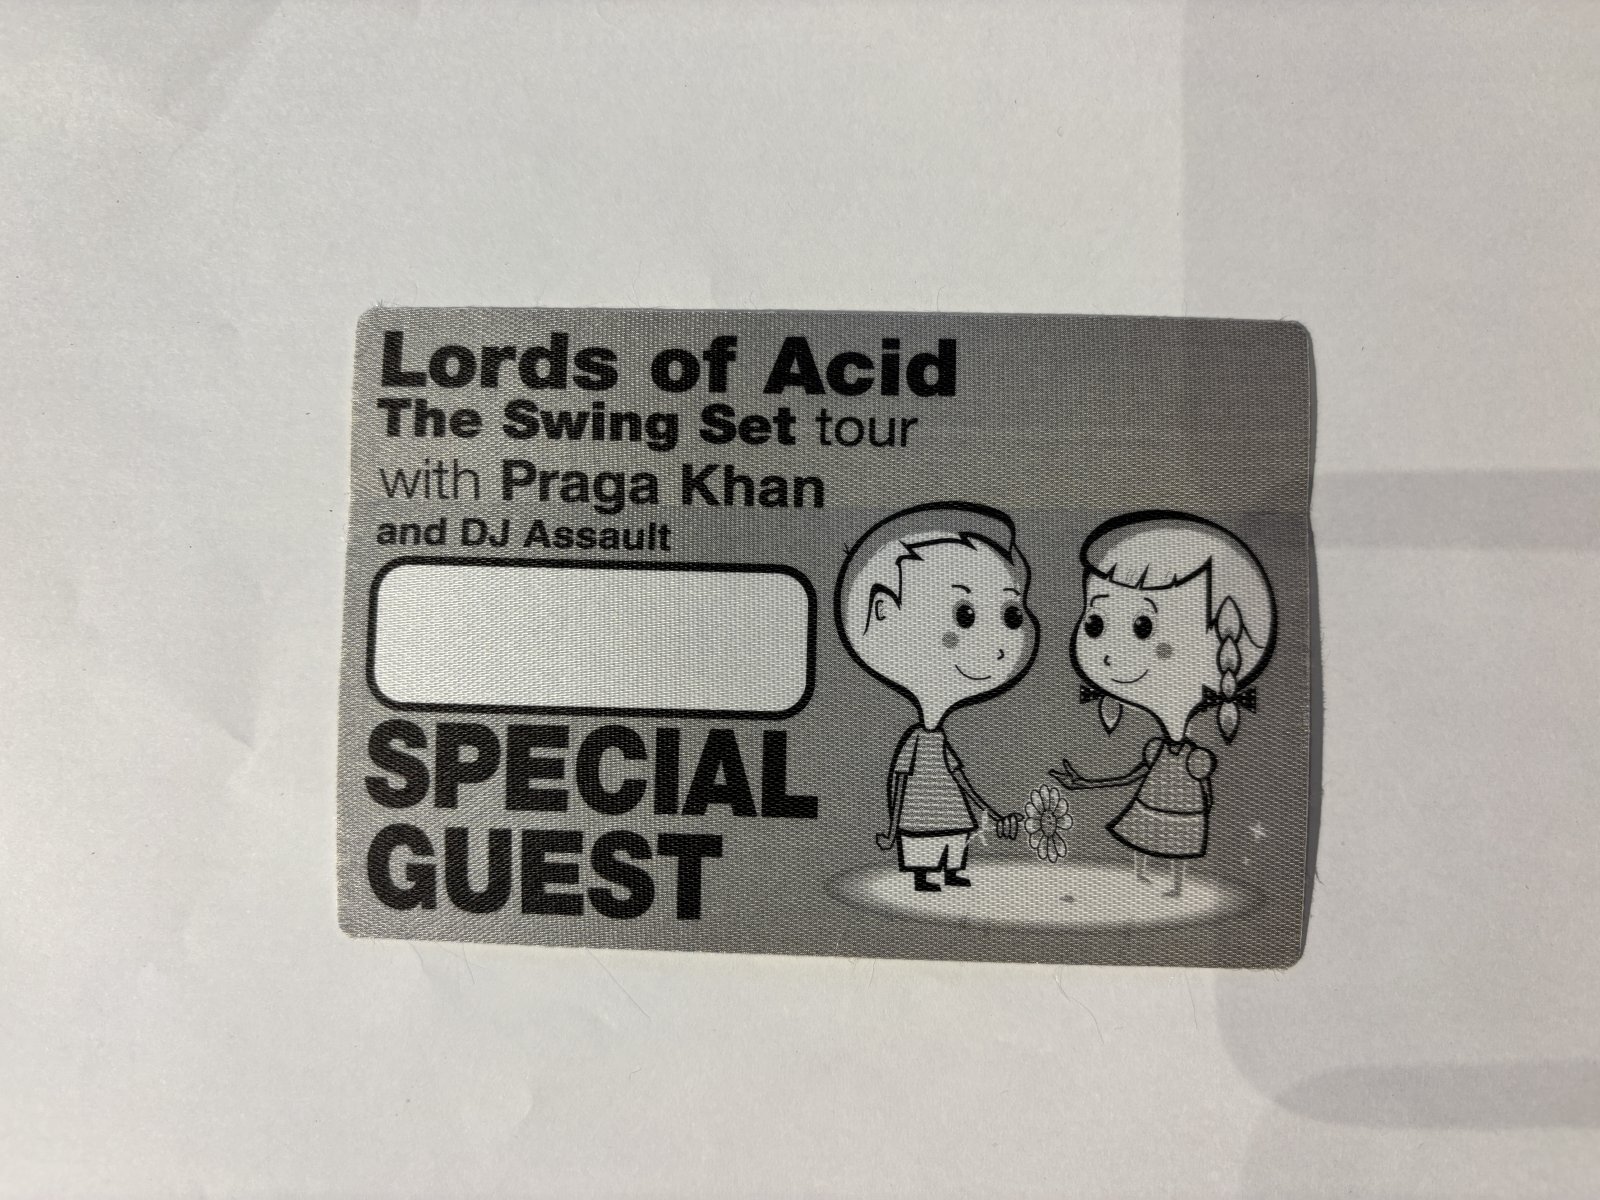 Lords of Acid
The Swing Set tour
with Praga Khan
and DJ Assault
SPECIAL
GUEST